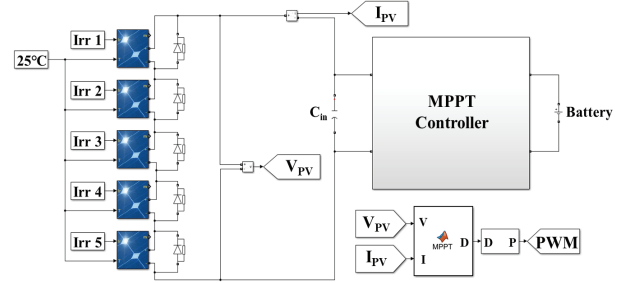 Irr 1
25℃
Irr 2
Irr 3
Irr 4
Irr 5
I_PV
C_in
V_PV
MPPT
Controller
Battery
V_PV
I_PV
V
I
MPPT
D
D
P
PWM